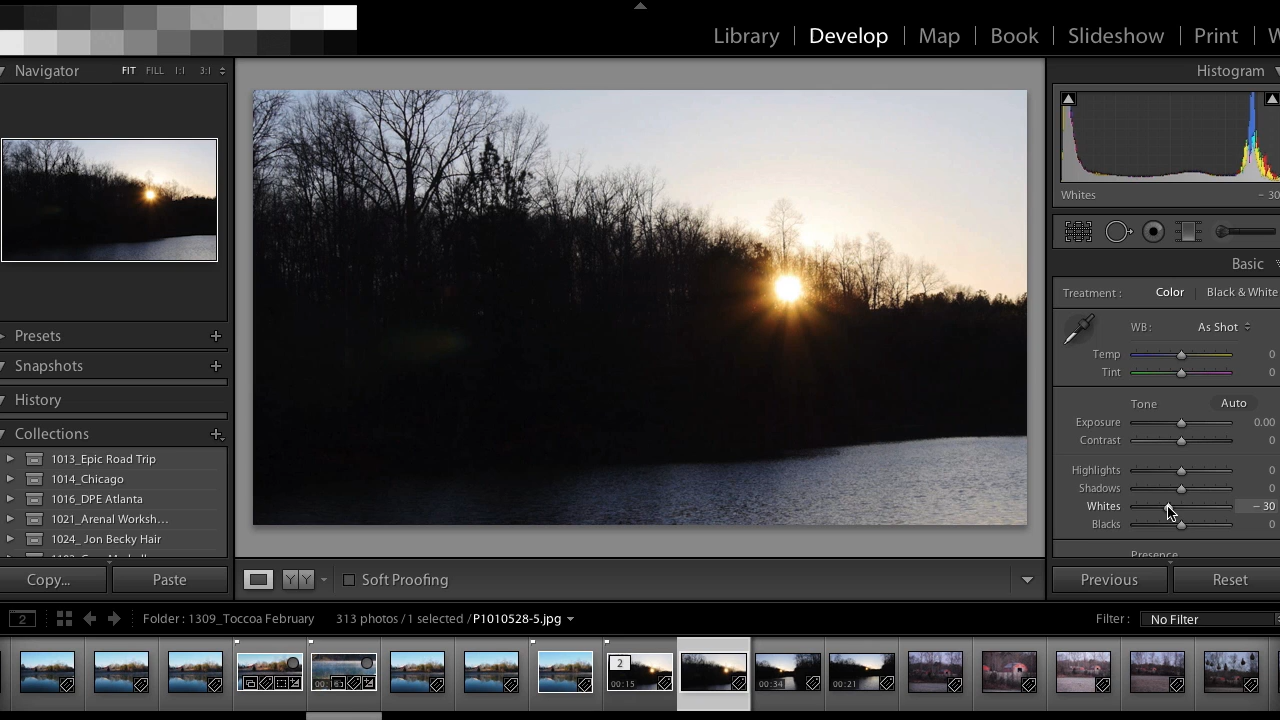 Library | Develop | Map | Book | Slideshow | Print |
Navigator FIT FILL 1:1 3:1
Histogram
Whites – 30
Basic
Treatment : Color | Black & White
WB: As Shot
Temp 0
Tint 0
Tone Auto
Exposure 0.00
Contrast 0
Highlights 0
Shadows 0
Whites – 30
Blacks 0
Presence
Presets +
Snapshots +
History
Collections +
1013_Epic Road Trip
1014_Chicago
1016_DPE Atlanta
1021_Arenal Worksh...
1024_ Jon Becky Hair
Copy... Paste
Y Y Soft Proofing
Previous Reset
2 Folder : 1309_Toccoa February 313 photos / 1 selected / P1010528-5.jpg Filter : No Filter
2
00:15 00:34 00:21